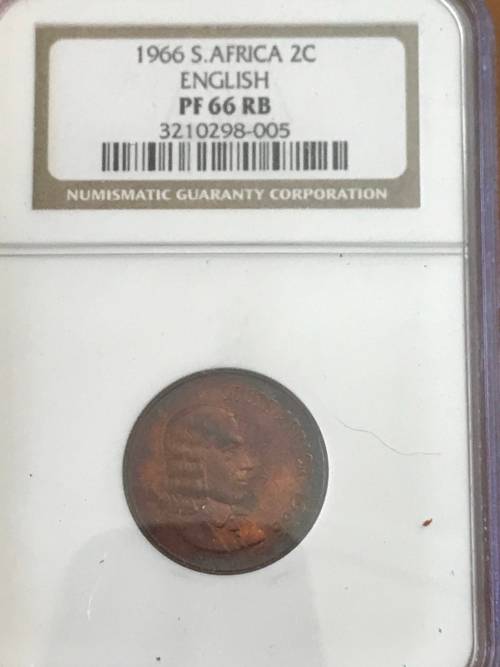 1966 S.AFRICA 2C
ENGLISH
PF 66 RB
3210298-005
NUMISMATIC GUARANTY CORPORATION